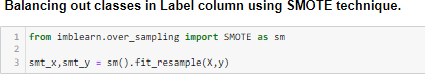 Balancing out classes in Label column using SMOTE technique.
1 from imblearn.over_sampling import SMOTE as sm
2
3 smt_x,smt_y = sm().fit_resample(X,y)